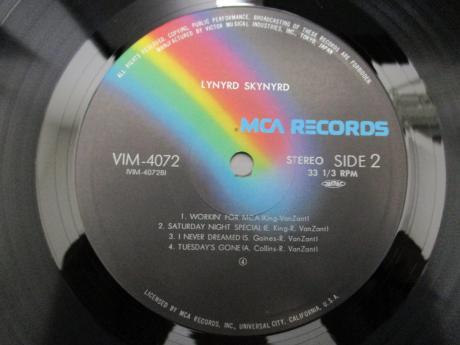 ALL RIGHTS RESERVED. COPYING, PUBLIC PERFORMANCE, BROADCASTING OF THESE RECORDS ARE FORBIDDEN
MANUFACTURED BY VICTOR MUSICAL INDUSTRIES, INC. TOKYO, JAPAN
LYNYRD SKYNYRD
MCA RECORDS
VIM-4072
(VIM-4072B)
STEREO SIDE 2
33 1/3 RPM
1. WORKIN' FOR MCA (King-VanZant)
2. SATURDAY NIGHT SPECIAL (E. King-R. VanZant)
3. I NEVER DREAMED (S. Gaines-R. VanZant)
4. TUESDAY'S GONE (A. Collins-R. VanZant)
4
LICENSED BY MCA RECORDS, INC., UNIVERSAL CITY, CALIFORNIA, U.S.A.